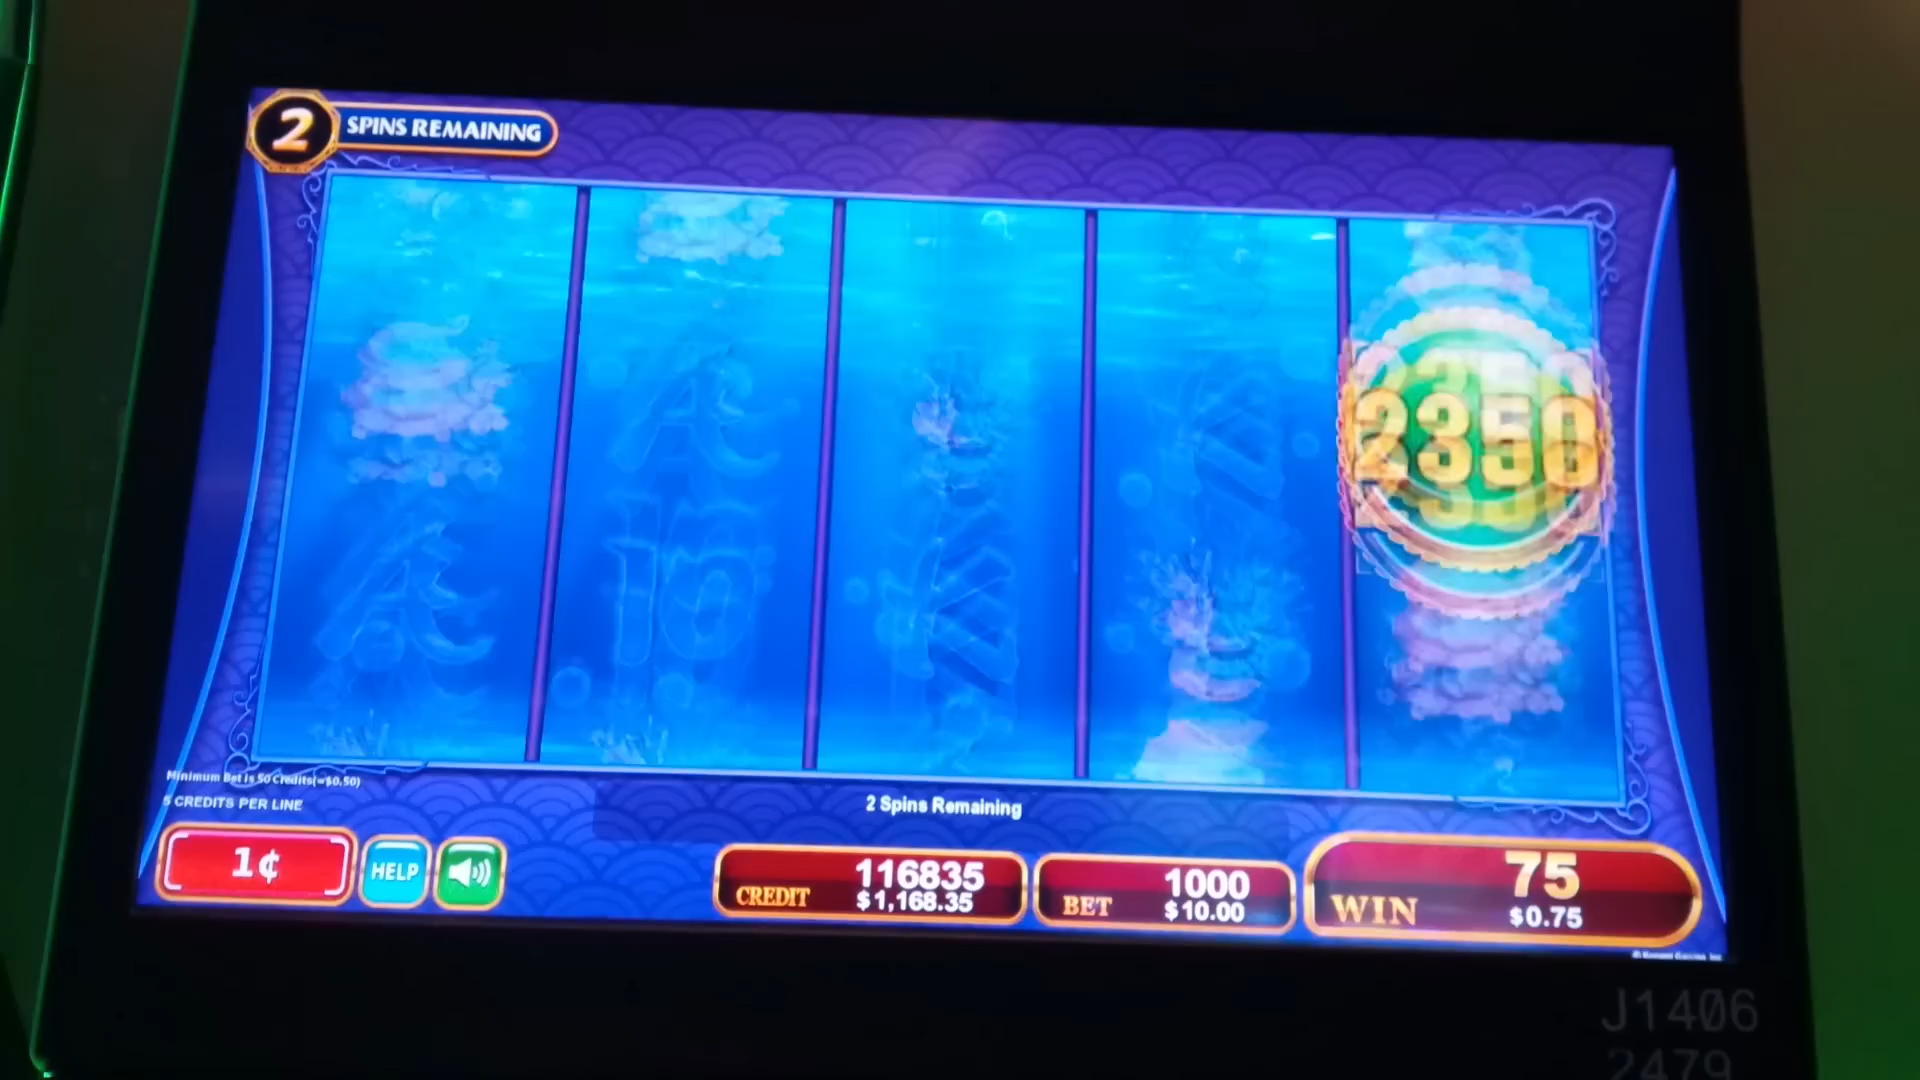 2 SPINS REMAINING
2350
Minimum Bet is 50 Credits(=$0.50)
5 CREDITS PER LINE
2 Spins Remaining
1¢
HELP
CREDIT 116835
$1,168.35
BET 1000
$10.00
WIN 75
$0.75
J1406
2479